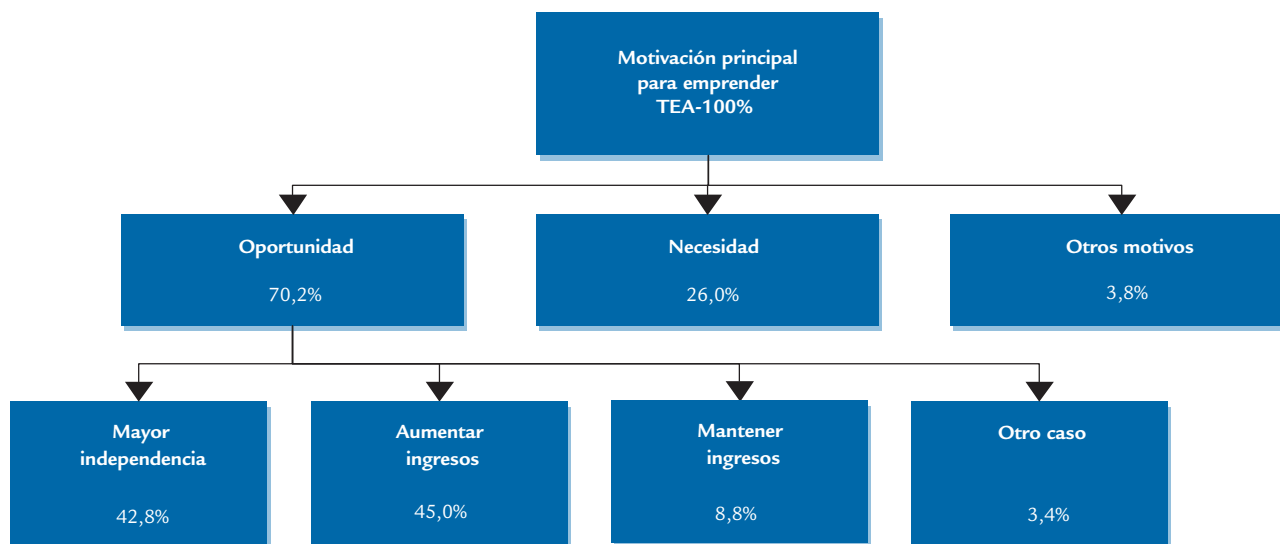 Motivación principal
para emprender
TEA-100%
Oportunidad
70,2%
Necesidad
26,0%
Otros motivos
3,8%
Mayor
independencia
42,8%
Aumentar
ingresos
45,0%
Mantener
ingresos
8,8%
Otro caso
3,4%